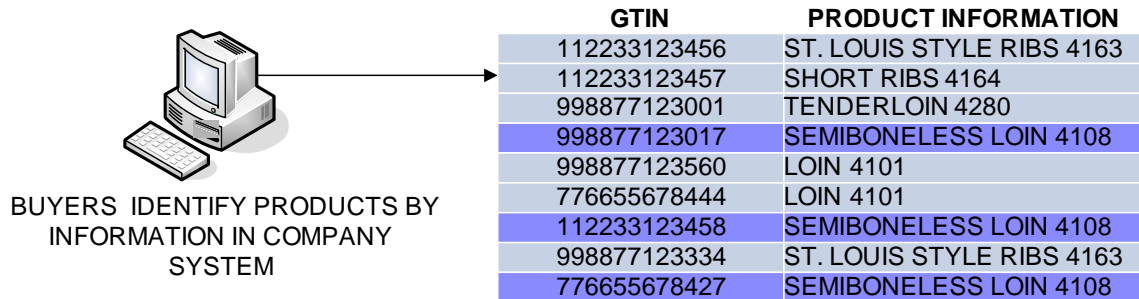 GTIN PRODUCT INFORMATION
112233123456 ST. LOUIS STYLE RIBS 4163
112233123457 SHORT RIBS 4164
998877123001 TENDERLOIN 4280
998877123017 SEMIBONELESS LOIN 4108
998877123560 LOIN 4101
776655678444 LOIN 4101
112233123458 SEMIBONELESS LOIN 4108
998877123334 ST. LOUIS STYLE RIBS 4163
776655678427 SEMIBONELESS LOIN 4108
BUYERS IDENTIFY PRODUCTS BY
INFORMATION IN COMPANY
SYSTEM